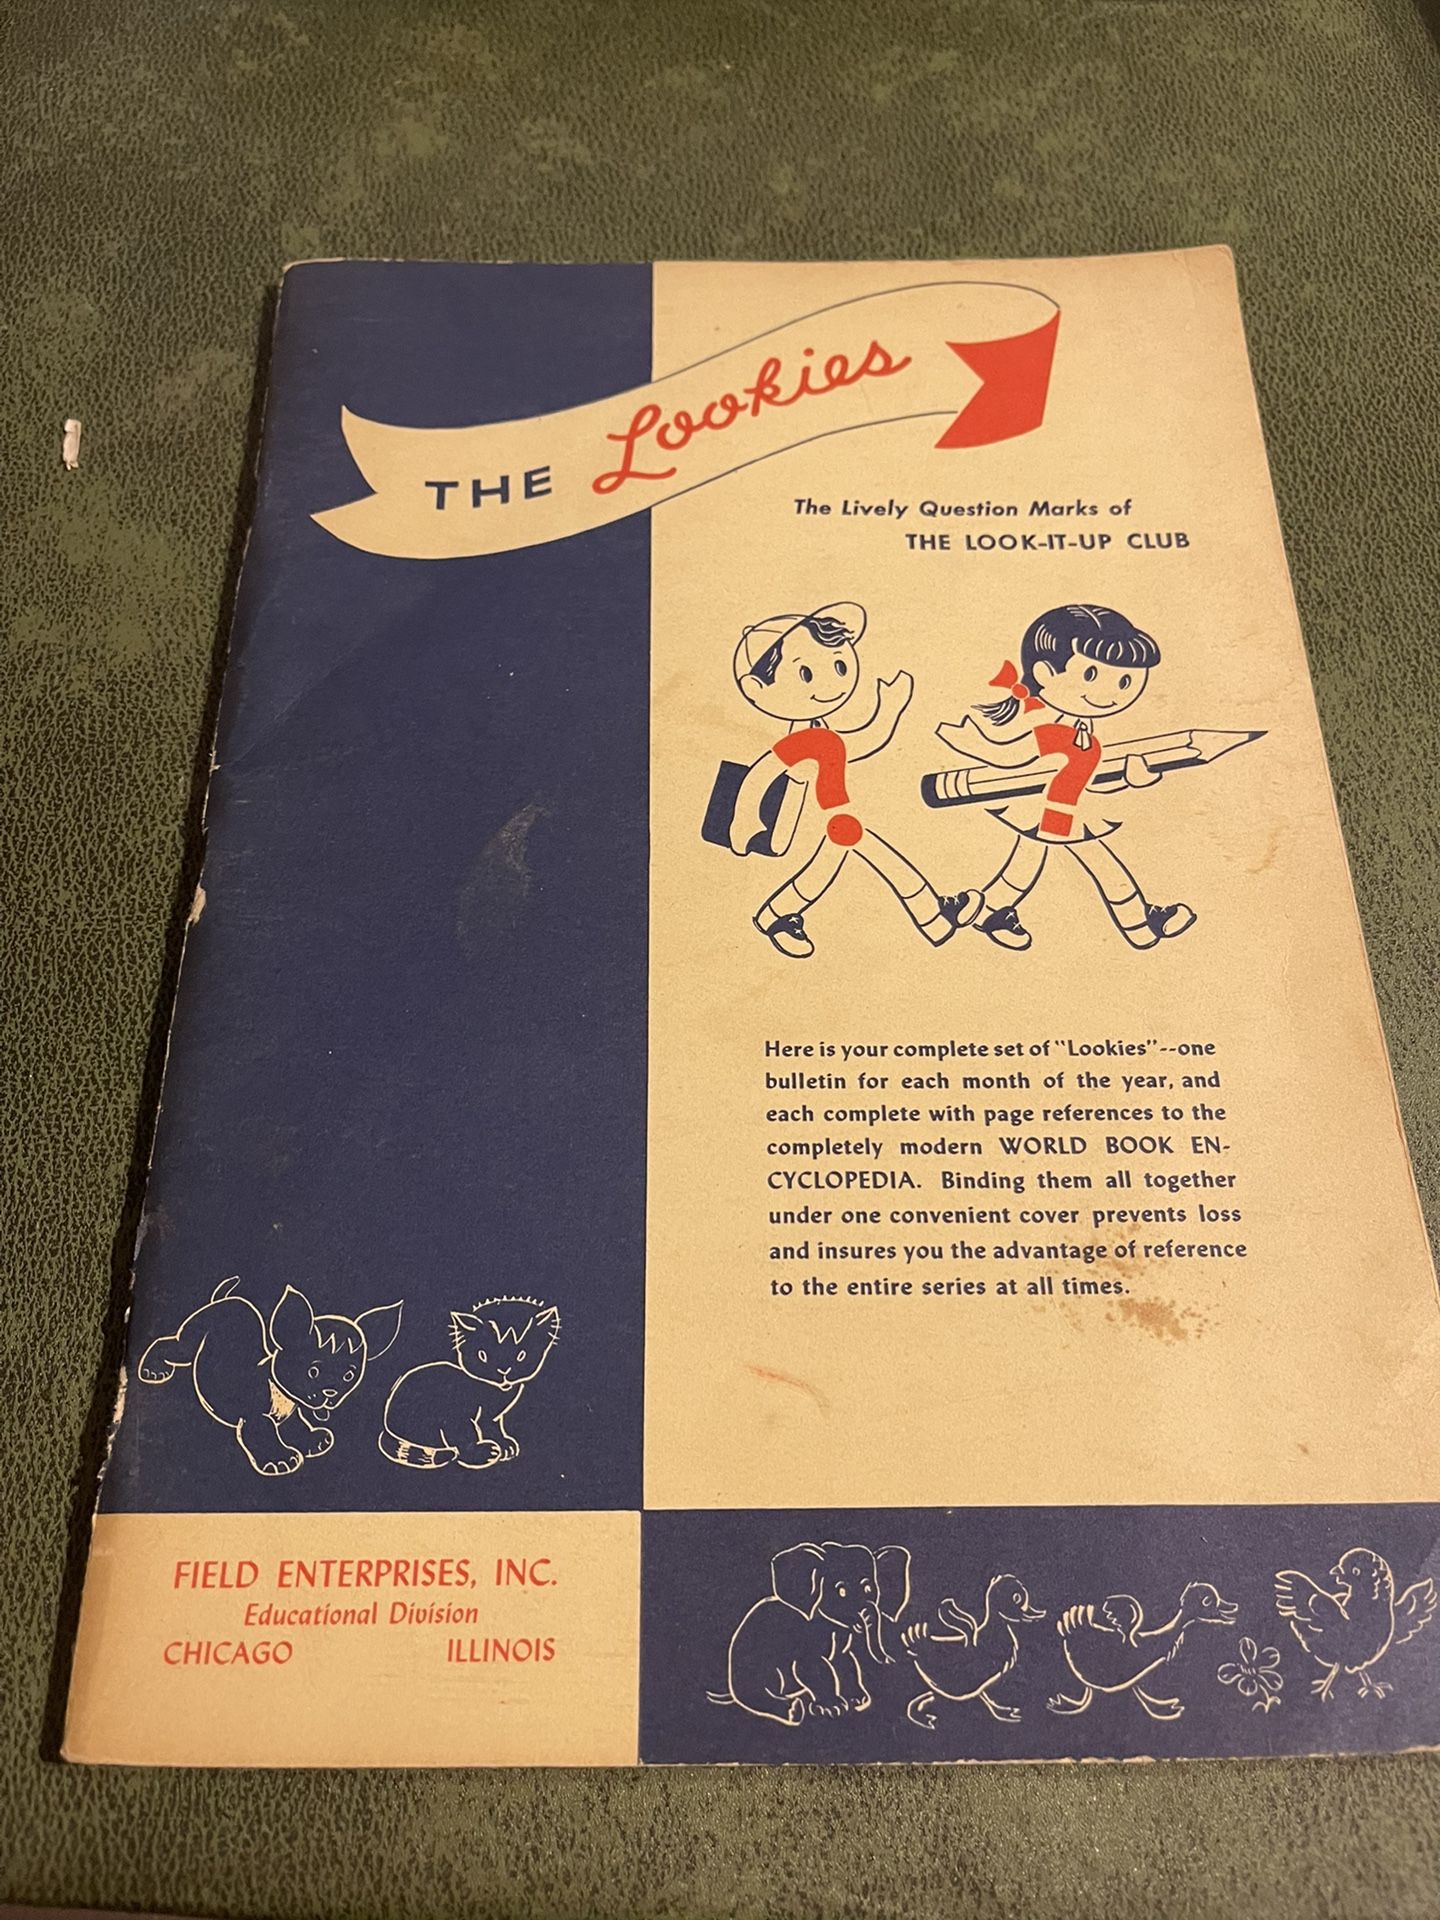 THE Lookies
The Lively Question Marks of
THE LOOK-IT-UP CLUB
Here is your complete set of "Lookies"--one
bulletin for each month of the year, and
each complete with page references to the
completely modern WORLD BOOK EN-
CYCLOPEDIA. Binding them all together
under one convenient cover prevents loss
and insures you the advantage of reference
to the entire series at all times.
FIELD ENTERPRISES, INC.
Educational Division
CHICAGO ILLINOIS